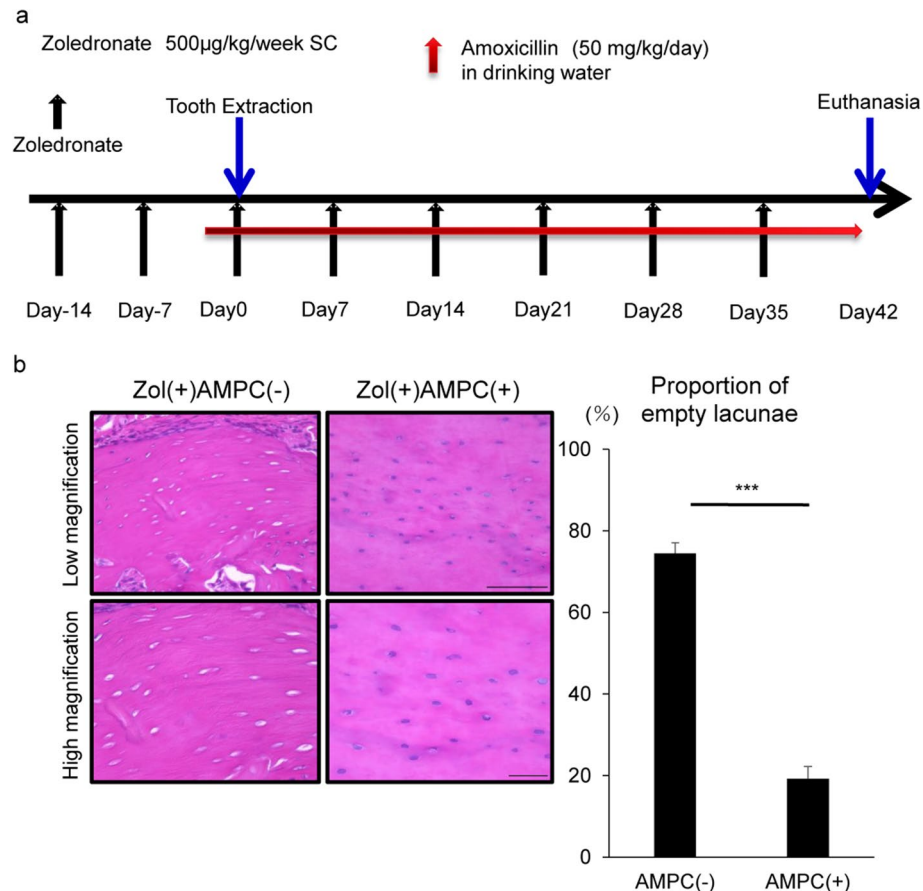 a
Zoledronate 500μg/kg/week SC
Amoxicillin (50 mg/kg/day)
in drinking water
Tooth Extraction
Euthanasia
Zoledronate
Day-14
Day-7
Day0
Day7
Day14
Day21
Day28
Day35
Day42
b
Zol(+)AMPC(-)
Zol(+)AMPC(+)
Low magnification
High magnification
Proportion of
empty lacunae
(%)
100
80
60
40
20
0
***
AMPC(-)
AMPC(+)